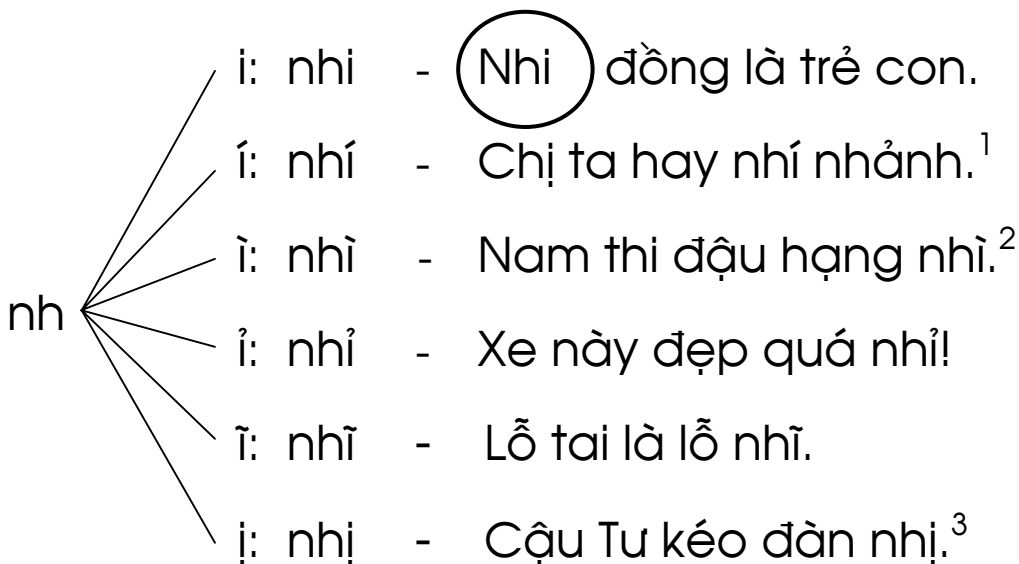 i: nhi - Nhi đồng là trẻ con.
í: nhí - Chị ta hay nhí nhảnh.¹
ì: nhì - Nam thi đậu hạng nhì.²
nh
ỉ: nhỉ - Xe này đẹp quá nhỉ!
ĩ: nhĩ - Lỗ tai là lỗ nhĩ.
ị: nhị - Cậu Tư kéo đàn nhị.³